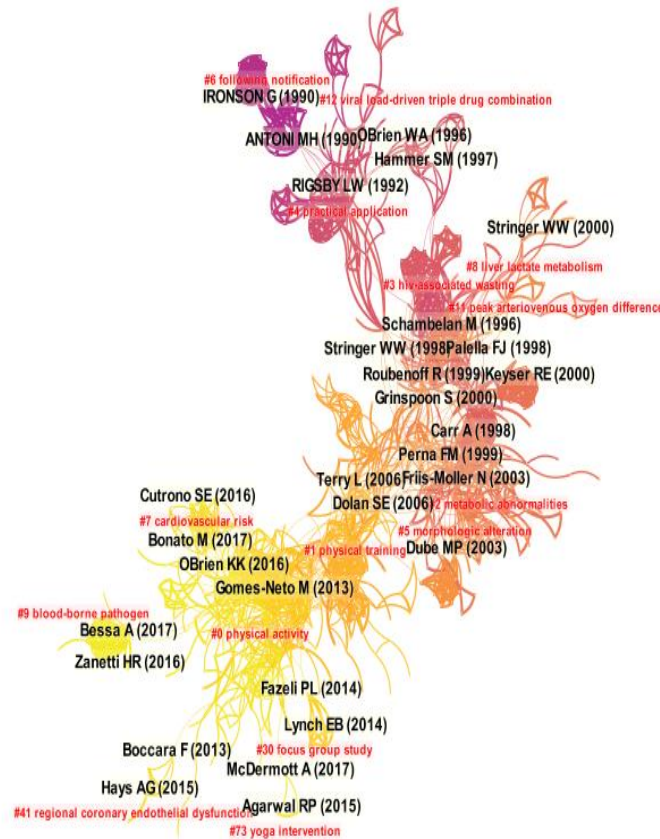 #6 following notification
IRONSON G (1990)
#12 viral load-driven triple drug combination
ANTONI MH (1990)
OBrien WA (1996)
Hammer SM (1997)
RIGSBY LW (1992)
#4 practical application
Stringer WW (2000)
#8 liver lactate metabolism
#3 hiv-associated wasting
#11 peak arteriovenous oxygen difference
Schambelan M (1996)
Stringer WW (1998)
Palella FJ (1998)
Roubenoff R (1999)
Keyser RE (2000)
Grinspoon S (2000)
Carr A (1998)
Perna FM (1999)
Terry L (2006)
Friis-Moller N (2003)
Cutrono SE (2016)
Dolan SE (2006)
#2 metabolic abnormalities
#7 cardiovascular risk
#5 morphologic alteration
Bonato M (2017)
#1 physical training
Dube MP (2003)
OBrien KK (2016)
Gomes-Neto M (2013)
#9 blood-borne pathogen
Bessa A (2017)
#0 physical activity
Zanetti HR (2016)
Fazeli PL (2014)
Lynch EB (2014)
Boccara F (2013)
#30 focus group study
McDermott A (2017)
Hays AG (2015)
Agarwal RP (2015)
#41 regional coronary endothelial dysfunction
#73 yoga intervention